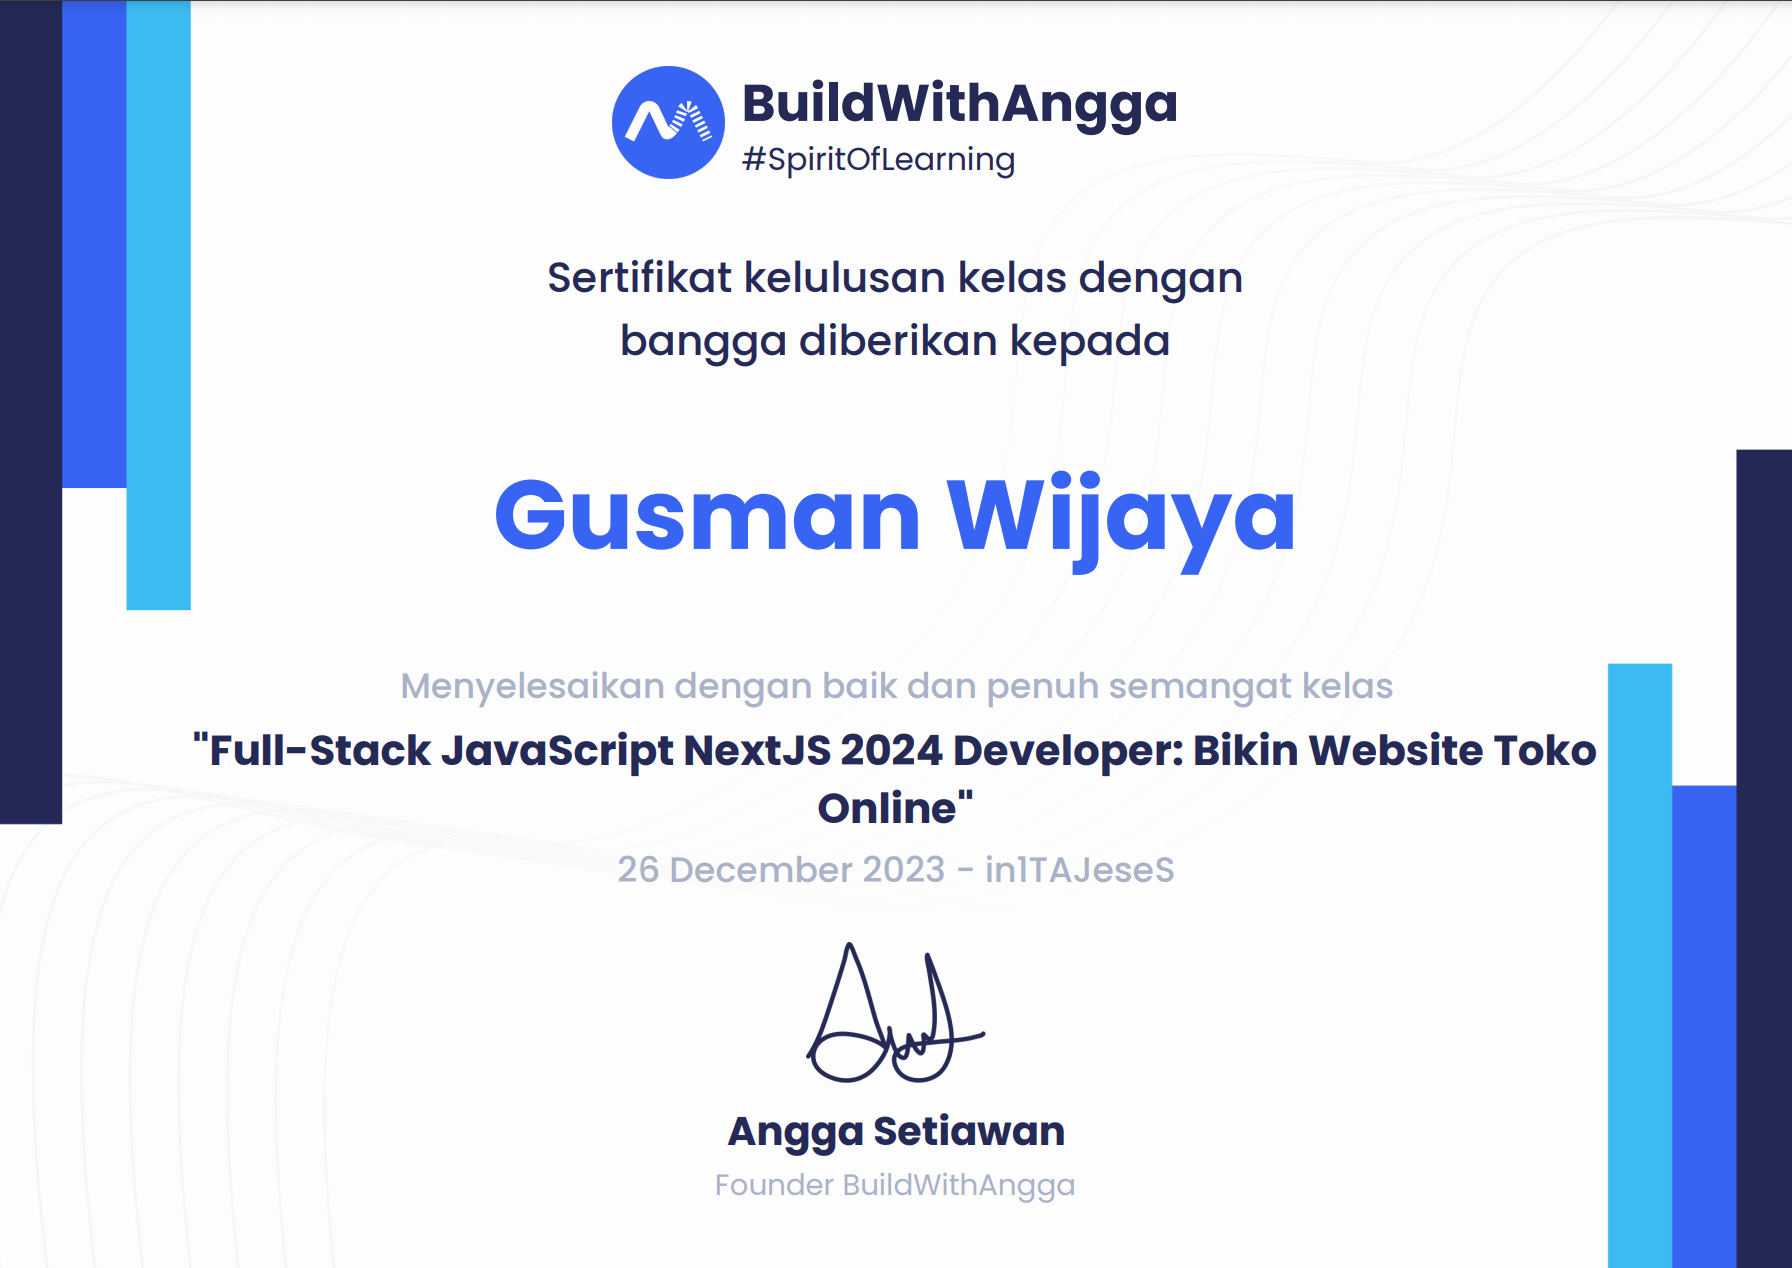 BuildWithAngga
#SpiritOfLearning
Sertifikat kelulusan kelas dengan
bangga diberikan kepada
Gusman Wijaya
Menyelesaikan dengan baik dan penuh semangat kelas
"Full-Stack JavaScript NextJS 2024 Developer: Bikin Website Toko
Online"
26 December 2023 - in1TAJeseS
Angga Setiawan
Founder BuildWithAngga